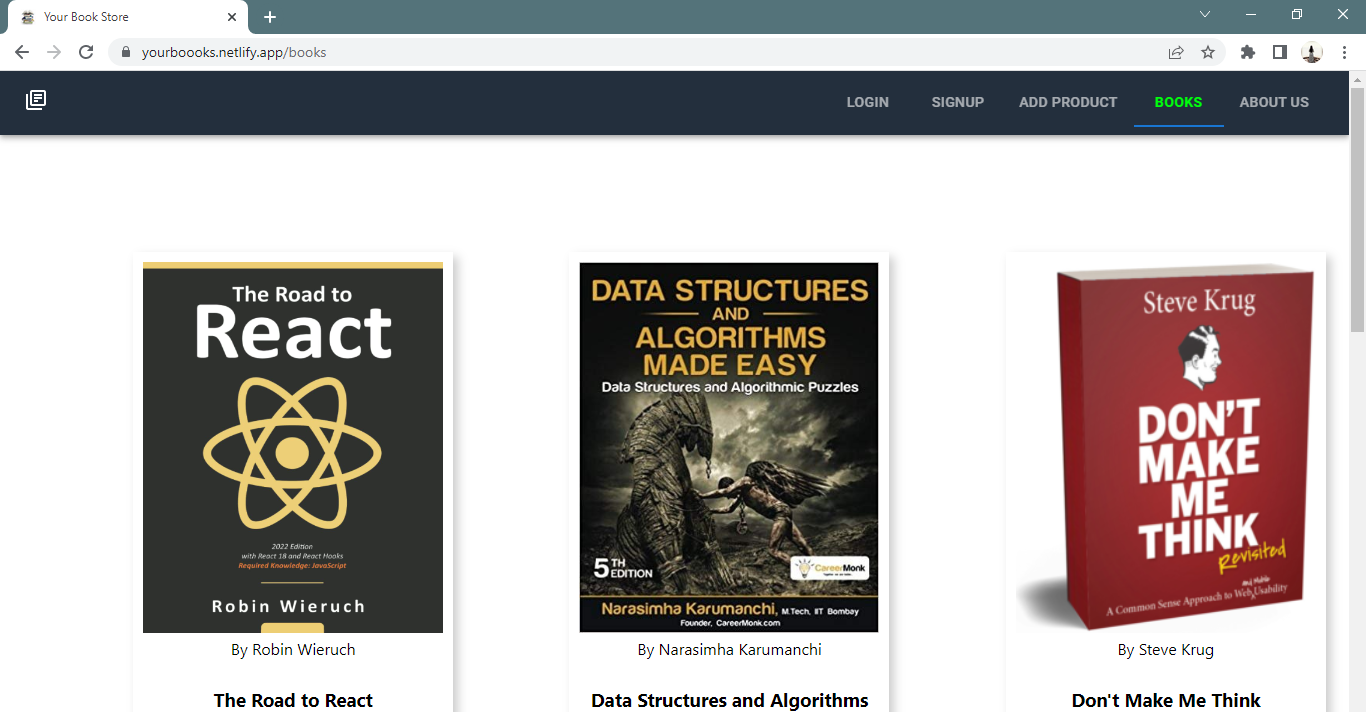 Your Book Store
yourboooks.netlify.app/books
LOGIN SIGNUP ADD PRODUCT BOOKS ABOUT US
The Road to
React
2022 Edition
with React 18 and React Hooks
Required Knowledge: JavaScript
Robin Wieruch
By Robin Wieruch
The Road to React
DATA STRUCTURES
AND
ALGORITHMS
MADE EASY
Data Structures and Algorithmic Puzzles
5TH
EDITION
CareerMonk
Narasimha Karumanchi, M.Tech, IIT Bombay
Founder, CareerMonk.com
By Narasimha Karumanchi
Data Structures and Algorithms
Steve Krug
DON'T
MAKE
ME
THINK
Revisited
and Mobile
A Common Sense Approach to Web Usability
By Steve Krug
Don't Make Me Think